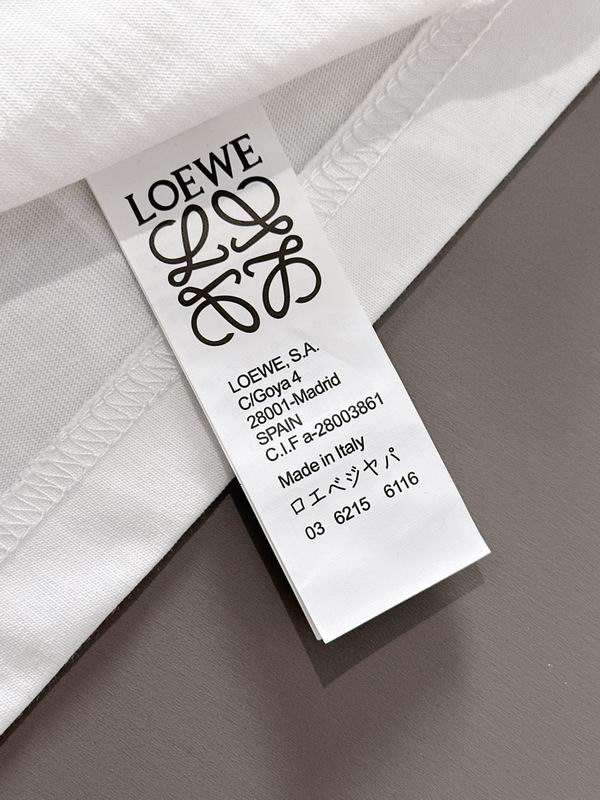 LOEWE
LOEWE, S.A.
C/Goya 4
28001-Madrid
SPAIN
C.I.F a-28003861
Made in Italy
ロエベジヤパ
03 6215 6116